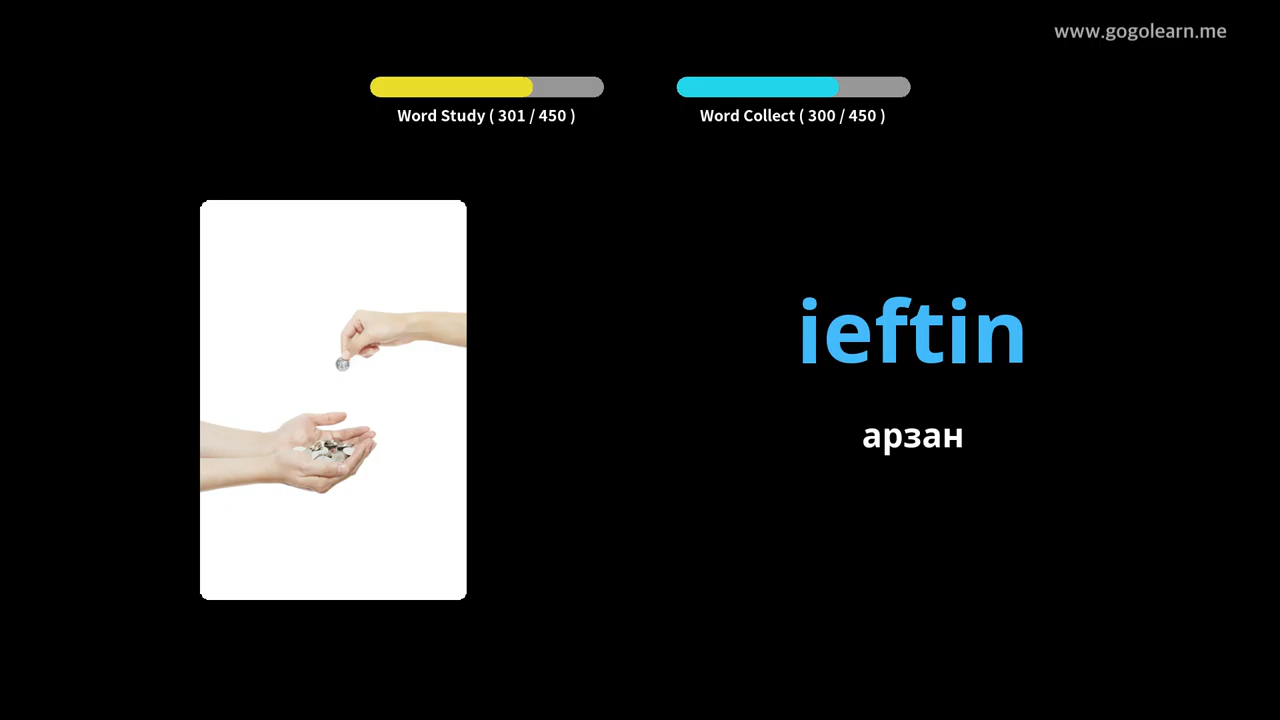 www.gogolearn.me
Word Study ( 301 / 450 )
Word Collect ( 300 / 450 )
ieftin
арзан